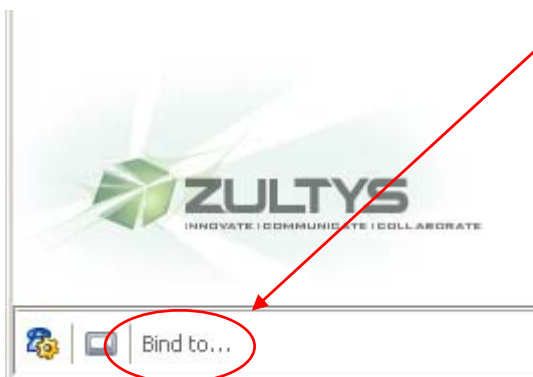 ZULTYS
INNOVATE | COMMUNICATE | COLLABORATE
Bind to...